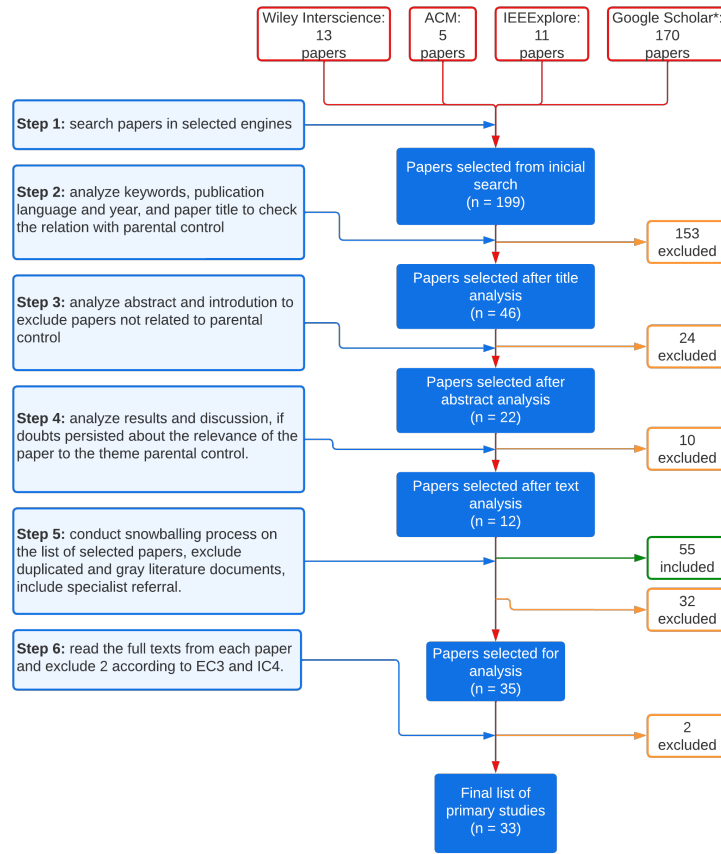 Wiley Interscience:
13
papers
ACM:
5
papers
IEEExplore:
11
papers
Google Scholar*:
170
papers
Step 1: search papers in selected engines
Papers selected from inicial
search
(n = 199)
Step 2: analyze keywords, publication
language and year, and paper title to check
the relation with parental control
153
excluded
Papers selected after title
analysis
(n = 46)
Step 3: analyze abstract and introdution to
exclude papers not related to parental
control
24
excluded
Papers selected after
abstract analysis
(n = 22)
Step 4: analyze results and discussion, if
doubts persisted about the relevance of the
paper to the theme parental control.
10
excluded
Papers selected after text
analysis
(n = 12)
Step 5: conduct snowballing process on
the list of selected papers, exclude
duplicated and gray literature documents,
include specialist referral.
55
included
32
excluded
Step 6: read the full texts from each paper
and exclude 2 according to EC3 and IC4.
Papers selected for
analysis
(n = 35)
2
excluded
Final list of
primary studies
(n = 33)